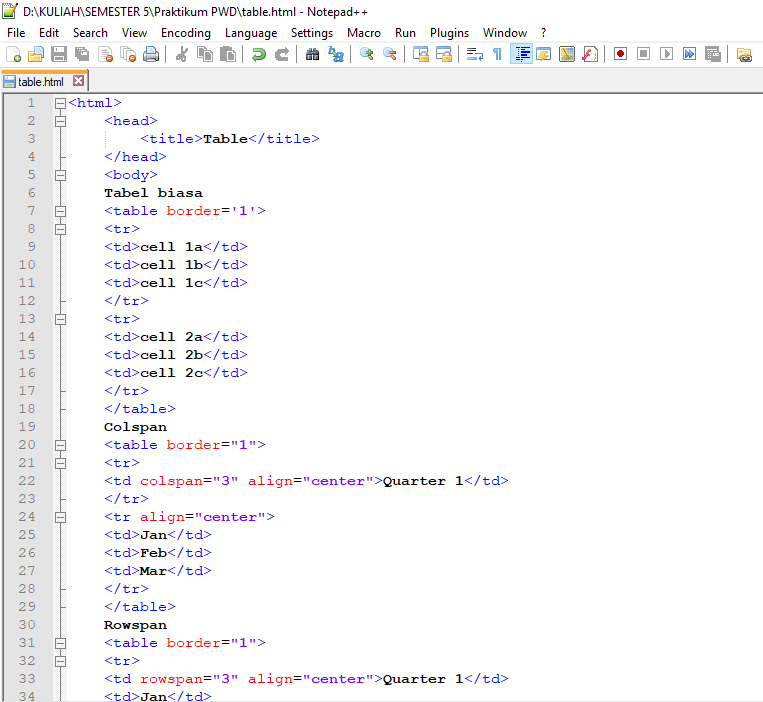 D:\KULIAH\SEMESTER 5\Praktikum PWD\table.html - Notepad++
File Edit Search View Encoding Language Settings Macro Run Plugins Window ?
table.html
1 <html>
2 <head>
3 <title>Table</title>
4 </head>
5 <body>
6 Tabel biasa
7 <table border='1'>
8 <tr>
9 <td>cell 1a</td>
10 <td>cell 1b</td>
11 <td>cell 1c</td>
12 </tr>
13 <tr>
14 <td>cell 2a</td>
15 <td>cell 2b</td>
16 <td>cell 2c</td>
17 </tr>
18 </table>
19 Colspan
20 <table border="1">
21 <tr>
22 <td colspan="3" align="center">Quarter 1</td>
23 </tr>
24 <tr align="center">
25 <td>Jan</td>
26 <td>Feb</td>
27 <td>Mar</td>
28 </tr>
29 </table>
30 Rowspan
31 <table border="1">
32 <tr>
33 <td rowspan="3" align="center">Quarter 1</td>
34 <td>Jan</td>